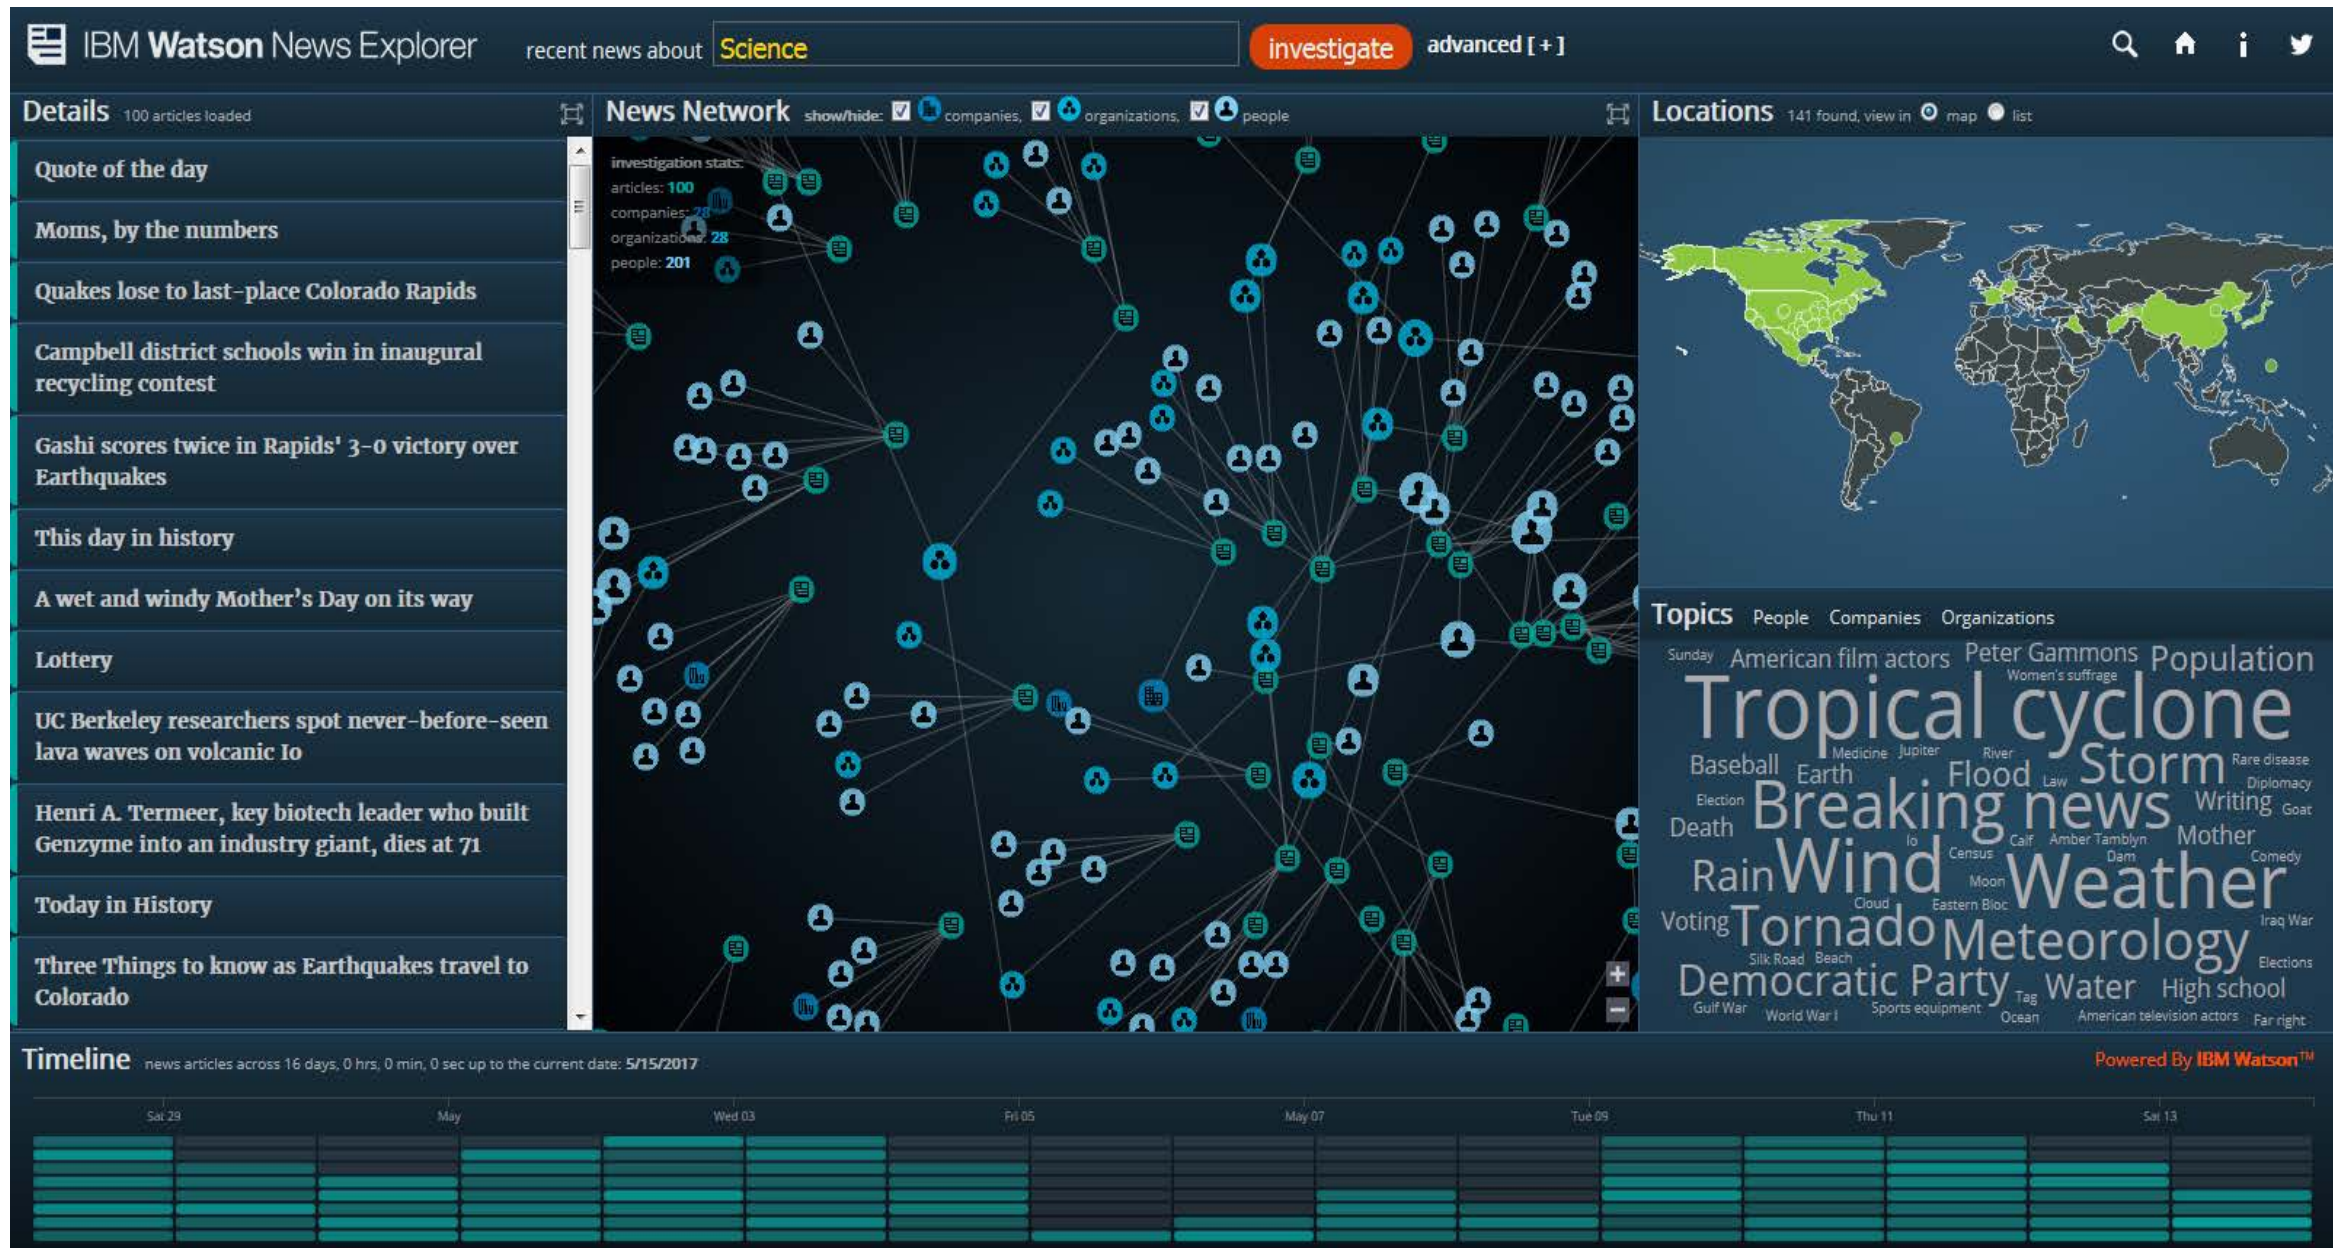 IBM Watson News Explorer
recent news about Science
investigate
advanced [ + ]
Details 100 articles loaded
Quote of the day
Moms, by the numbers
Quakes lose to last-place Colorado Rapids
Campbell district schools win in inaugural
recycling contest
Gashi scores twice in Rapids' 3-0 victory over
Earthquakes
This day in history
A wet and windy Mother's Day on its way
Lottery
UC Berkeley researchers spot never-before-seen
lava waves on volcanic Io
Henri A. Termeer, key biotech leader who built
Genzyme into an industry giant, dies at 71
Today in History
Three Things to know as Earthquakes travel to
Colorado
News Network show/hide: companies, organizations, people
investigation stats:
articles: 100
companies: 28
organizations: 28
people: 201
Locations 141 found, view in map list
Topics People Companies Organizations
Sunday American film actors Peter Gammons Population
Women's suffrage
Tropical cyclone
Medicine Jupiter River
Baseball Earth Flood Law Storm Rare disease
Diplomacy
Election Breaking news Writing Goat
Death Io Calf Amber Tamblyn Mother
Rain Wind Census Dam Comedy
Moon Weather
Cloud Eastern Bloc
Voting Tornado Meteorology Iraq War
Silk Road Beach Elections
Democratic Party Tag Water High school
Gulf War World War I Sports equipment Ocean American television actors Far right
Timeline news articles across 16 days, 0 hrs, 0 min, 0 sec up to the current date: 5/15/2017
Powered By IBM Watson™
Sat 29 May Wed 03 Fri 05 May 07 Tue 09 Thu 11 Sat 13